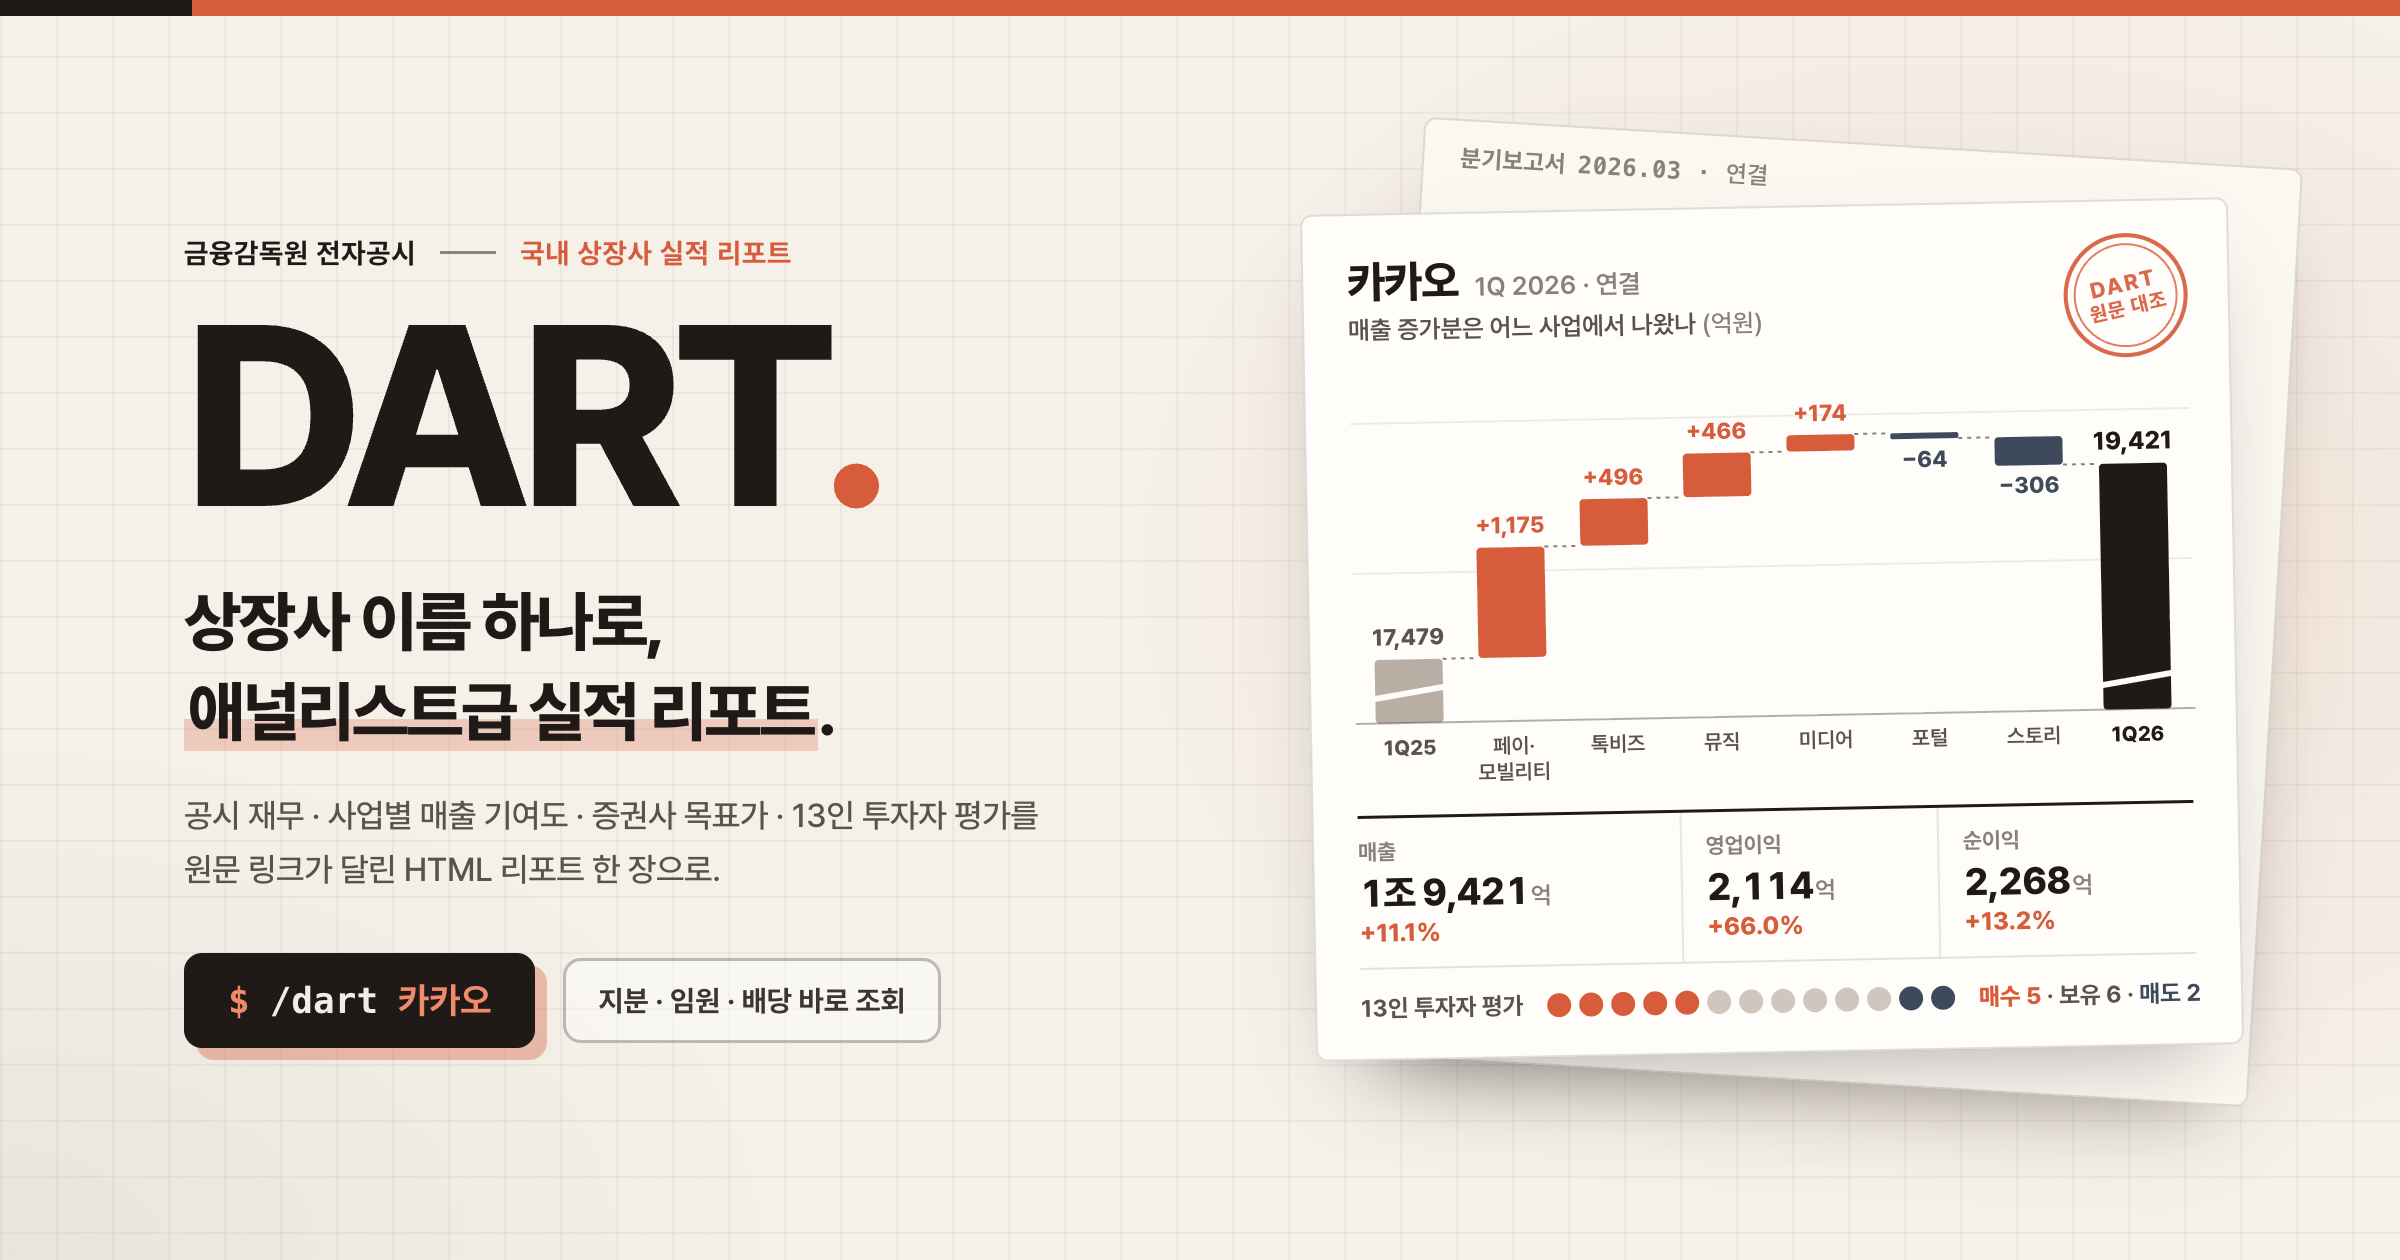 금융감독원 전자공시 — 국내 상장사 실적 리포트
DART.
상장사 이름 하나로,
애널리스트급 실적 리포트.
공시 재무 · 사업별 매출 기여도 · 증권사 목표가 · 13인 투자자 평가를
원문 링크가 달린 HTML 리포트 한 장으로.
$ /dart 카카오
지분 · 임원 · 배당 바로 조회
분기보고서 2026.03 · 연결
카카오 1Q 2026 · 연결
매출 증가분은 어느 사업에서 나왔나 (억원)
DART
원문 대조
17,479
+1,175
+496
+466
+174
−64
−306
19,421
1Q25
페이·
모빌리티
톡비즈
뮤직
미디어
포털
스토리
1Q26
매출
1조 9,421억
+11.1%
영업이익
2,114억
+66.0%
순이익
2,268억
+13.2%
13인 투자자 평가
매수 5 · 보유 6 · 매도 2